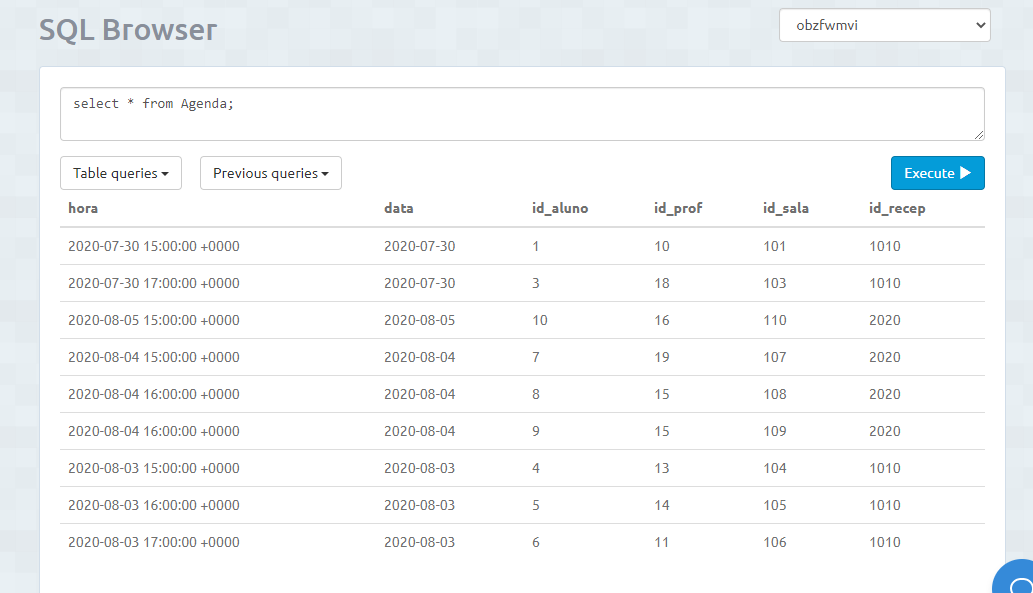 SQL Browser
obzfwmvi
select * from Agenda;
Table queries
Previous queries
Execute
hora data id_aluno id_prof id_sala id_recep
2020-07-30 15:00:00 +0000 2020-07-30 1 10 101 1010
2020-07-30 17:00:00 +0000 2020-07-30 3 18 103 1010
2020-08-05 15:00:00 +0000 2020-08-05 10 16 110 2020
2020-08-04 15:00:00 +0000 2020-08-04 7 19 107 2020
2020-08-04 16:00:00 +0000 2020-08-04 8 15 108 2020
2020-08-04 16:00:00 +0000 2020-08-04 9 15 109 2020
2020-08-03 15:00:00 +0000 2020-08-03 4 13 104 1010
2020-08-03 16:00:00 +0000 2020-08-03 5 14 105 1010
2020-08-03 17:00:00 +0000 2020-08-03 6 11 106 1010